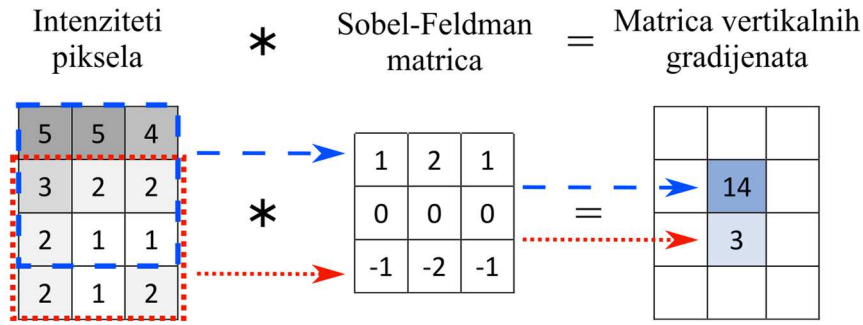 Intenziteti
piksela
*
Sobel-Feldman
matrica
=
Matrica vertikalnih
gradijenata
5 5 4
3 2 2
2 1 1
2 1 2
*
1 2 1
0 0 0
-1 -2 -1
=
14
3